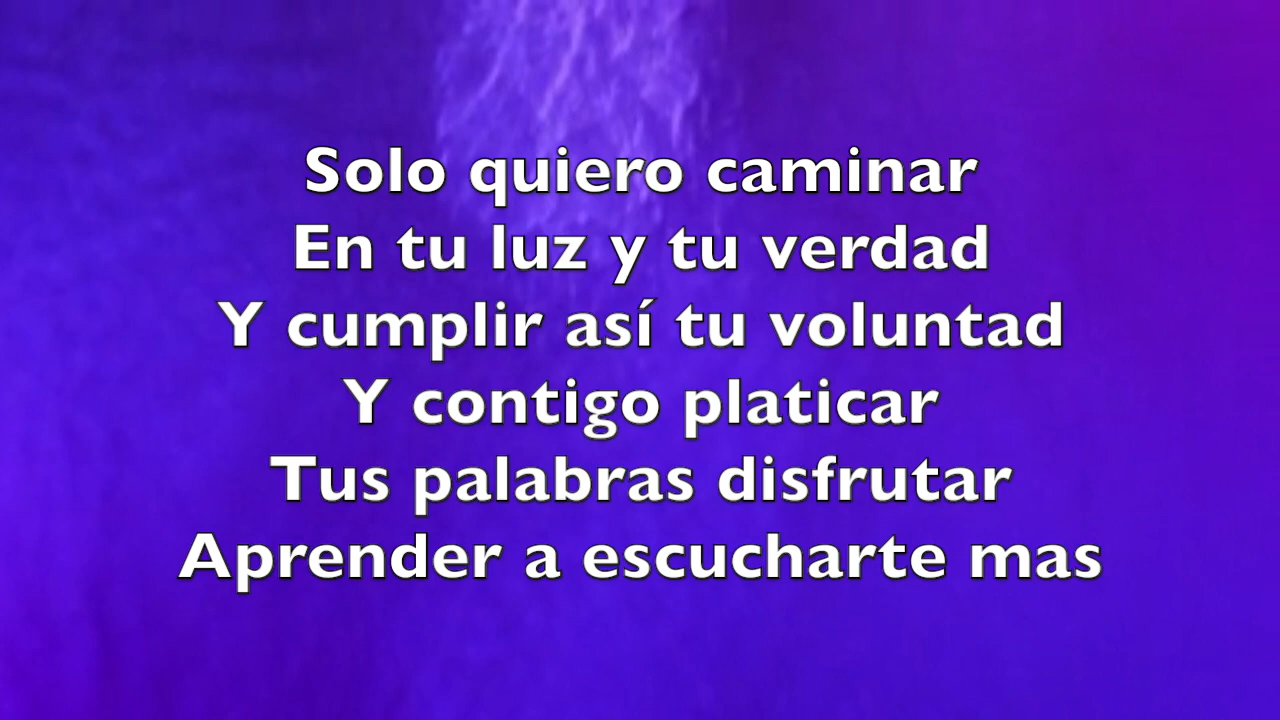 Solo quiero caminar
En tu luz y tu verdad
Y cumplir así tu voluntad
Y contigo platicar
Tus palabras disfrutar
Aprender a escucharte mas